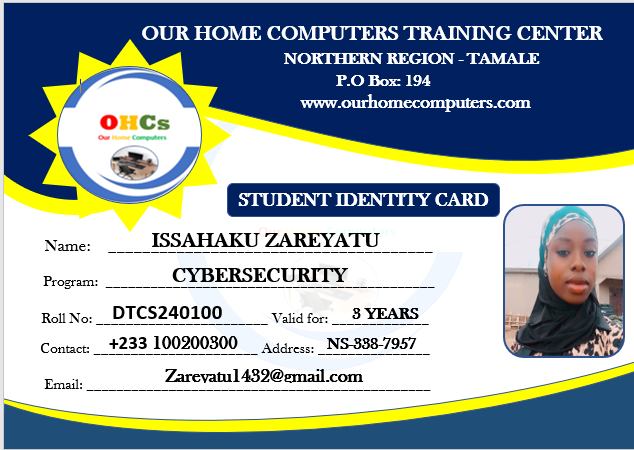 OUR HOME COMPUTERS TRAINING CENTER
NORTHERN REGION - TAMALE
P.O Box: 194
www.ourhomecomputers.com
OHCs
Our Home Computers
STUDENT IDENTITY CARD
Name: ISSAHAKU ZAREYATU
Program: CYBERSECURITY
Roll No: DTCS240100 Valid for: 3 YEARS
Contact: +233 100200300 Address: NS-338-7957
Email: Zareyatu1432@gmail.com